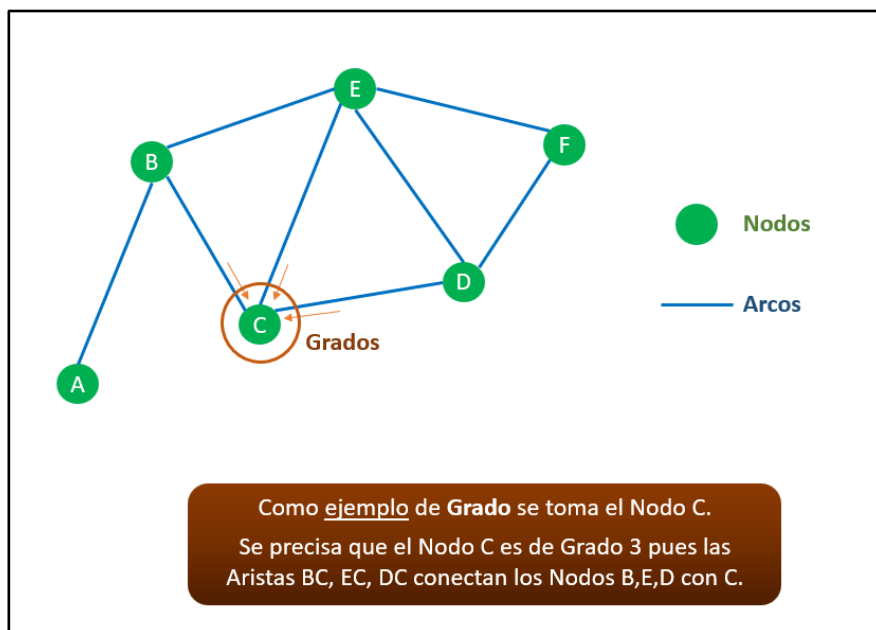 E
B
F
D
C
A
Grados
Nodos
Arcos
Como ejemplo de Grado se toma el Nodo C.
Se precisa que el Nodo C es de Grado 3 pues las
Aristas BC, EC, DC conectan los Nodos B,E,D con C.